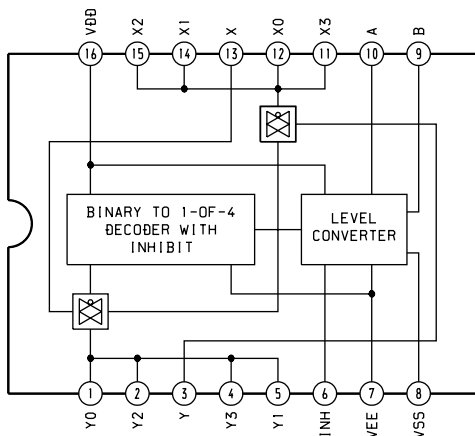 VDD X2 X1 X X0 X3 A B
16 15 14 13 12 11 10 9
BINARY TO 1-OF-4
DECODER WITH
INHIBIT
LEVEL
CONVERTER
1 2 3 4 5 6 7 8
Y0 Y2 Y Y3 Y1 INH VEE VSS